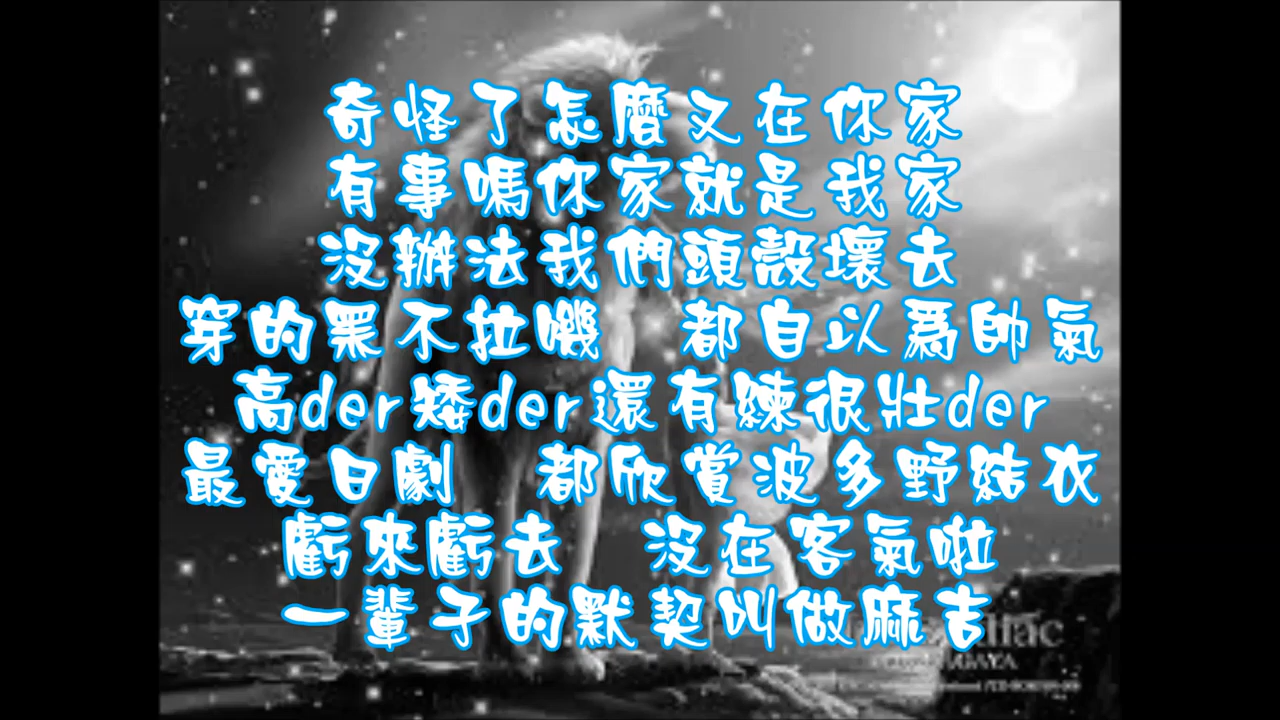 奇怪了怎麼又在你家
有事嗎你家就是我家
沒辦法我們頭殼壞去
穿的黑不拉嘰　都自以為帥氣
高der矮der還有練很壯der
最愛日劇　都欣賞波多野結衣
虧來虧去　沒在客氣啦
一輩子的默契叫做麻吉